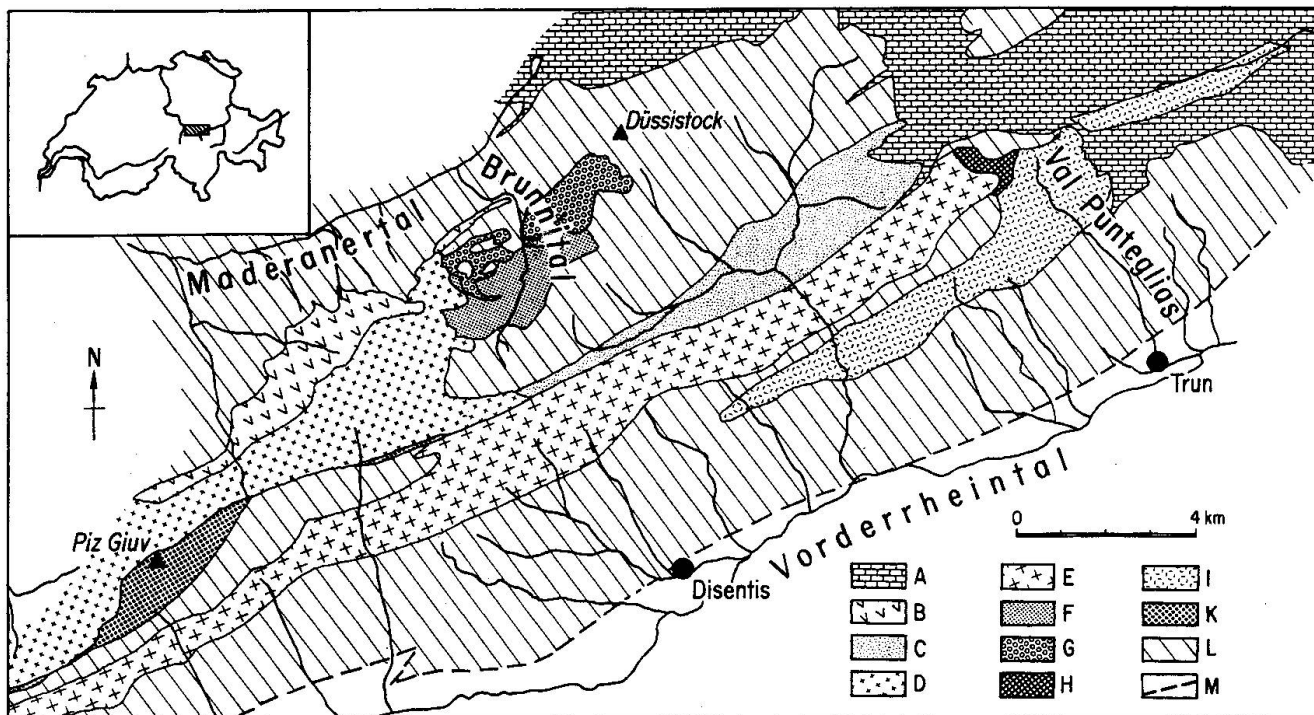 Düssistock
Brunnital
Maderanertal
Val Punteglias
N
Trun
Piz Giuv
Vorderrheintal
Disentis
0 4 km
A E I
B F K
C G L
D H M